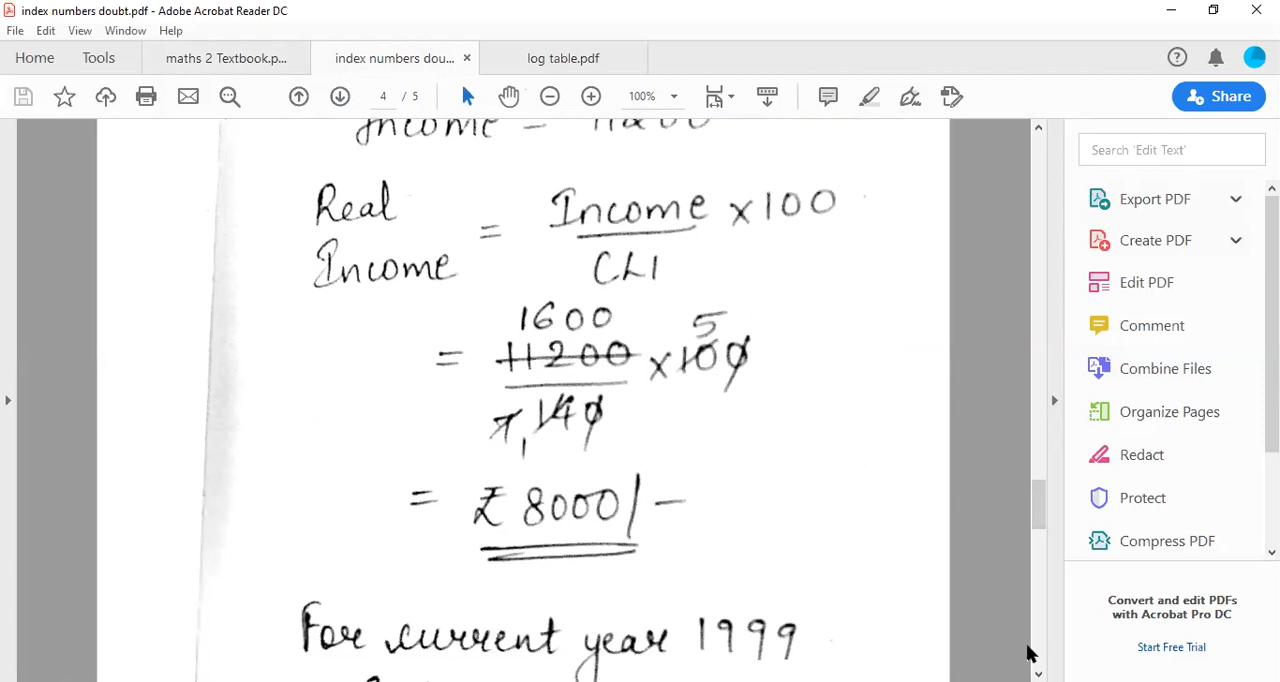 index numbers doubt.pdf - Adobe Acrobat Reader DC
File Edit View Window Help
Home Tools maths 2 Textbook.p... index numbers dou... × log table.pdf
4 / 5 100% Share
Income = 11200
Real
Income = Income × 100
CLI
1600 5
= 11200 × 100
7 140
1
= ₹ 8000/-
For current year 1999
Search 'Edit Text'
Export PDF
Create PDF
Edit PDF
Comment
Combine Files
Organize Pages
Redact
Protect
Compress PDF
Convert and edit PDFs
with Acrobat Pro DC
Start Free Trial